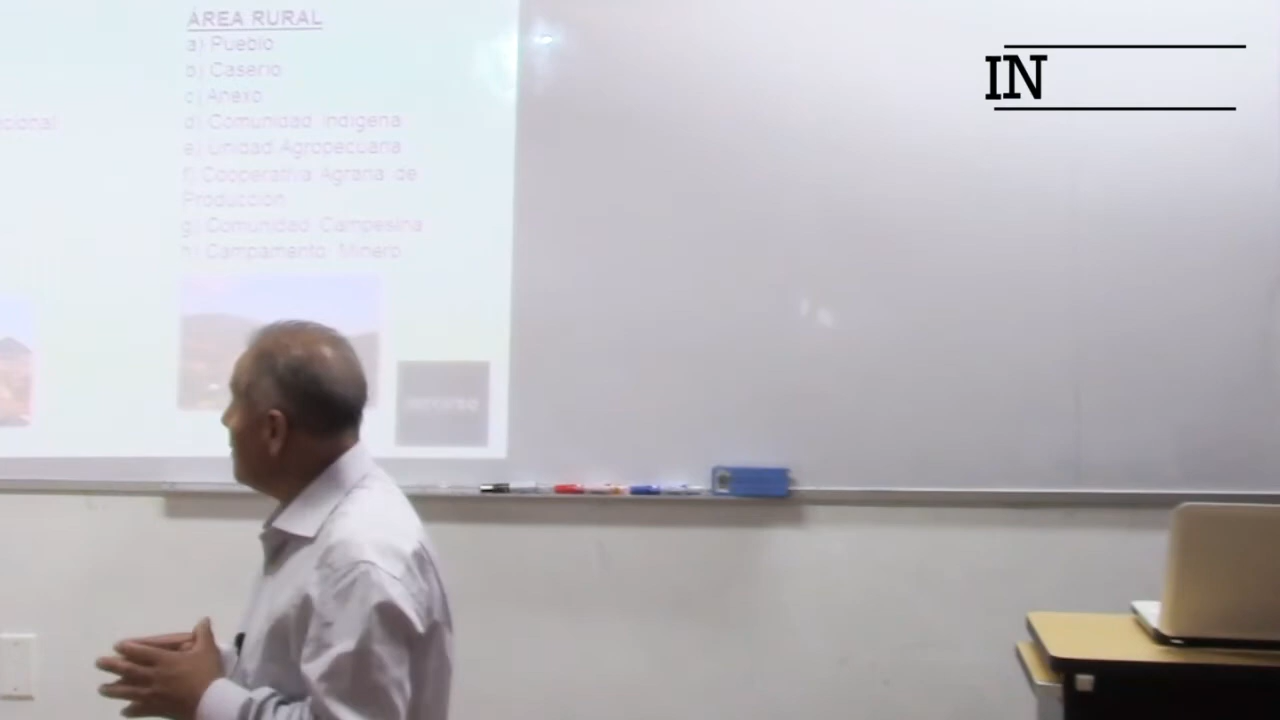 ÁREA RURAL
a) Pueblo
b) Caserío
c) Anexo
d) Comunidad Indígena
e) Unidad Agropecuaria
f) Cooperativa Agraria de
Producción
g) Comunidad Campesina
h) Campamento Minero
IN